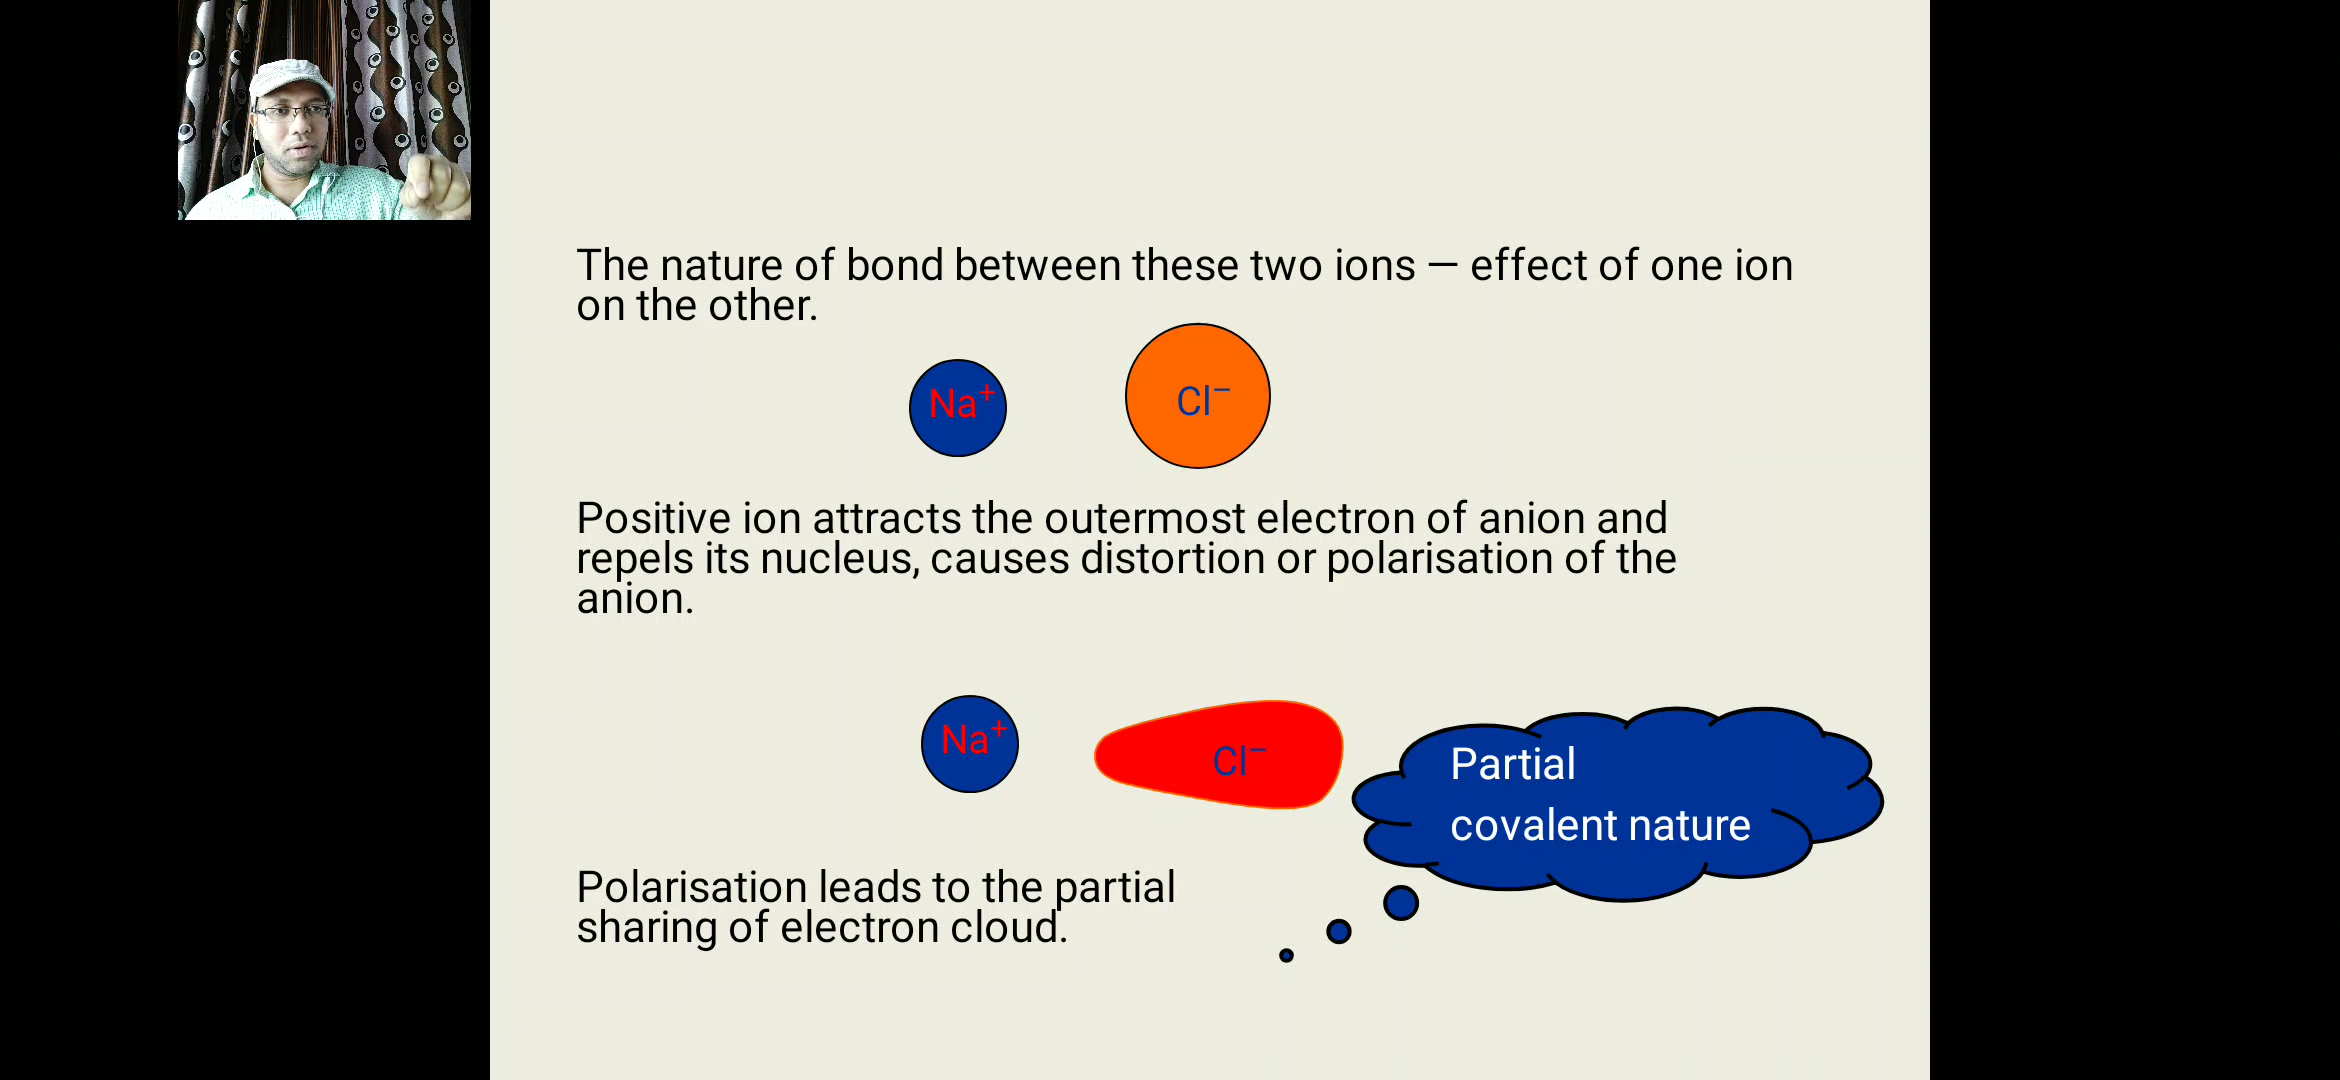 The nature of bond between these two ions — effect of one ion
on the other.
Na⁺
Cl⁻
Positive ion attracts the outermost electron of anion and
repels its nucleus, causes distortion or polarisation of the
anion.
Na⁺
Cl⁻
Partial
covalent nature
Polarisation leads to the partial
sharing of electron cloud.